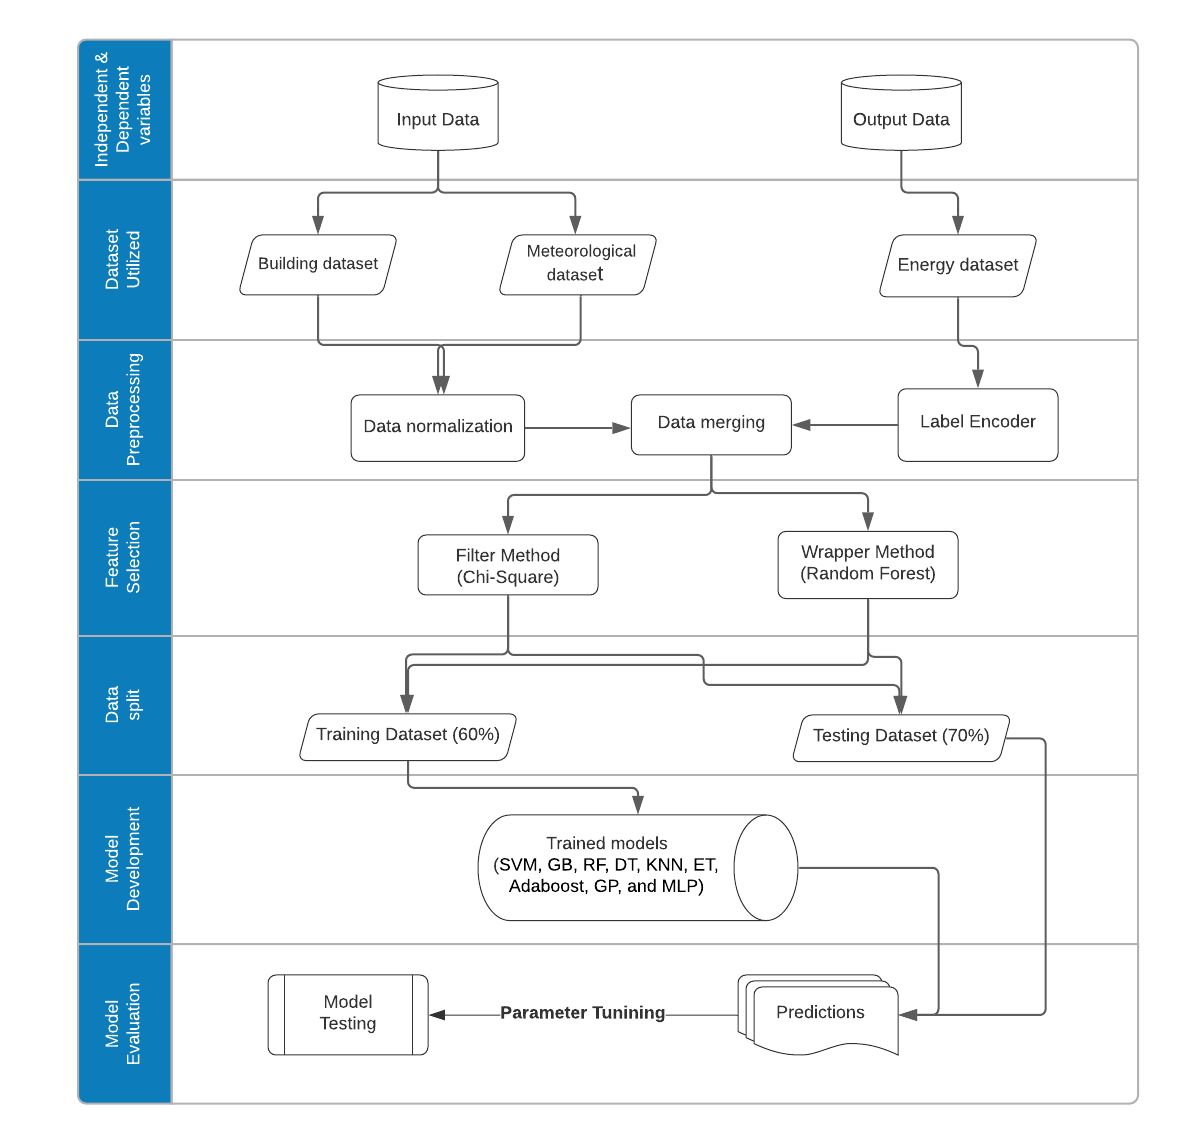 Independent &
Dependent
variables
Input Data
Output Data
Dataset
Utilized
Building dataset
Meteorological
dataset
Energy dataset
Data
Preprocessing
Data normalization
Data merging
Label Encoder
Feature
Selection
Filter Method
(Chi-Square)
Wrapper Method
(Random Forest)
Data
split
Training Dataset (60%)
Testing Dataset (70%)
Model
Development
Trained models
(SVM, GB, RF, DT, KNN, ET,
Adaboost, GP, and MLP)
Model
Evaluation
Model
Testing
Parameter Tunining
Predictions